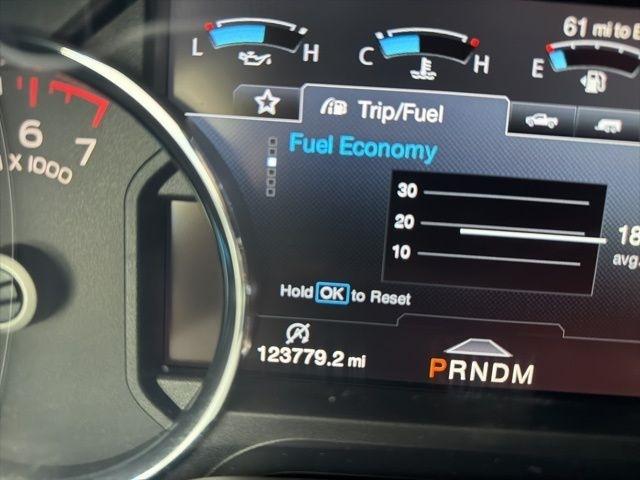 61 mi to E
L H C H E
Trip/Fuel
6 7
X 1000
Fuel Economy
30
20
10
18
avg.
Hold OK to Reset
123779.2 mi
PRNDM